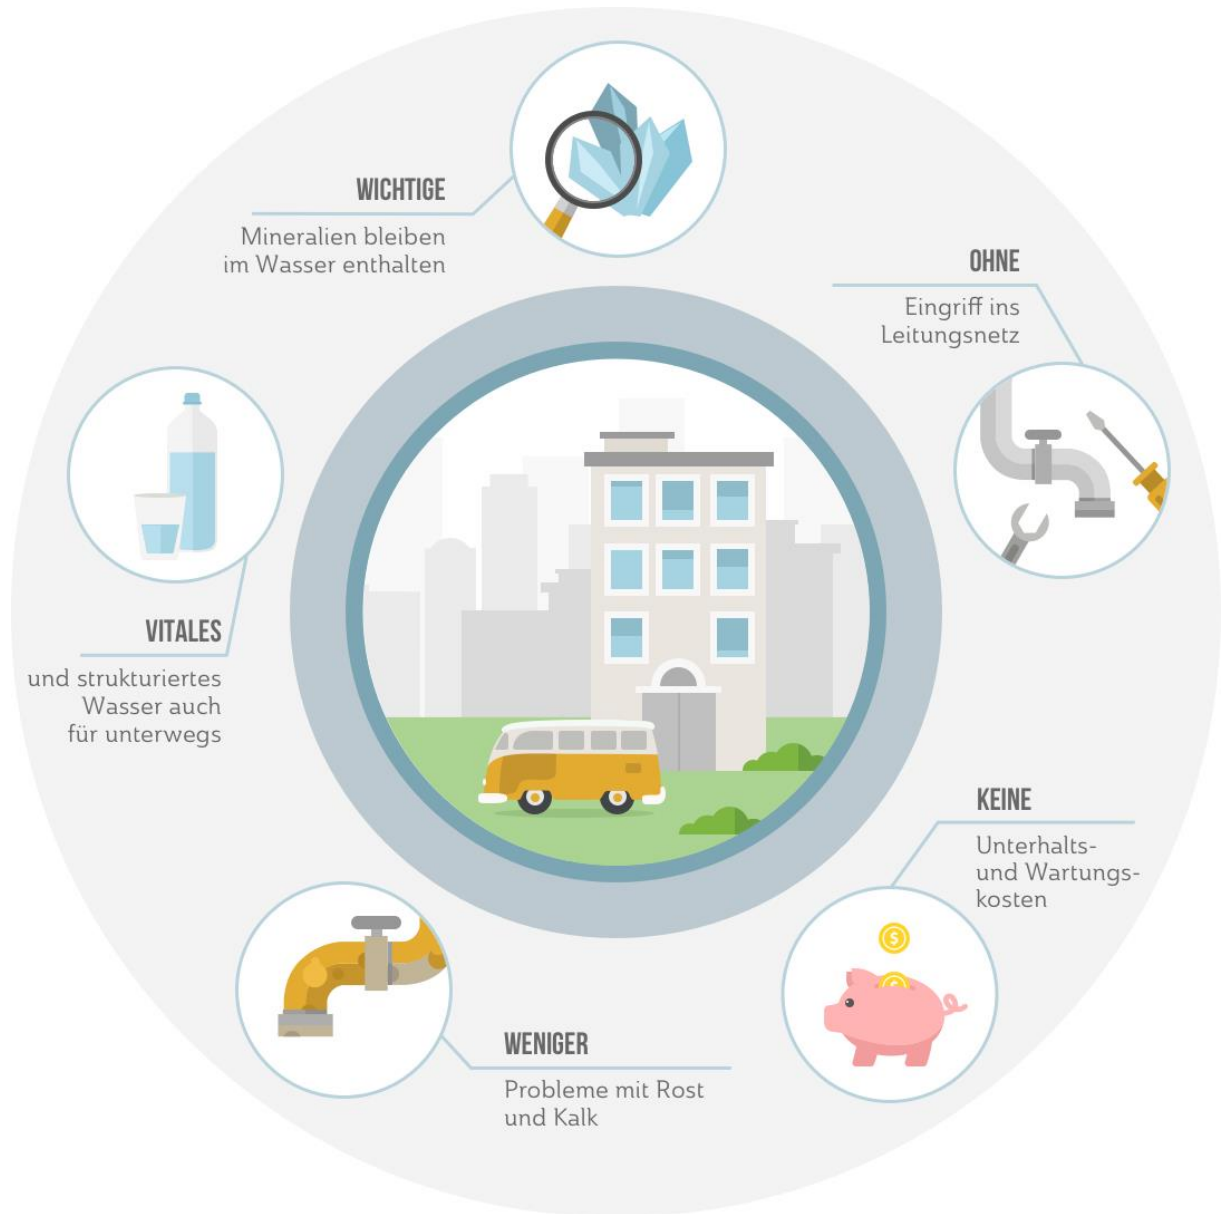 WICHTIGE
Mineralien bleiben
im Wasser enthalten
OHNE
Eingriff ins
Leitungsnetz
VITALES
und strukturiertes
Wasser auch
für unterwegs
KEINE
Unterhalts-
und Wartungs-
kosten
WENIGER
Probleme mit Rost
und Kalk